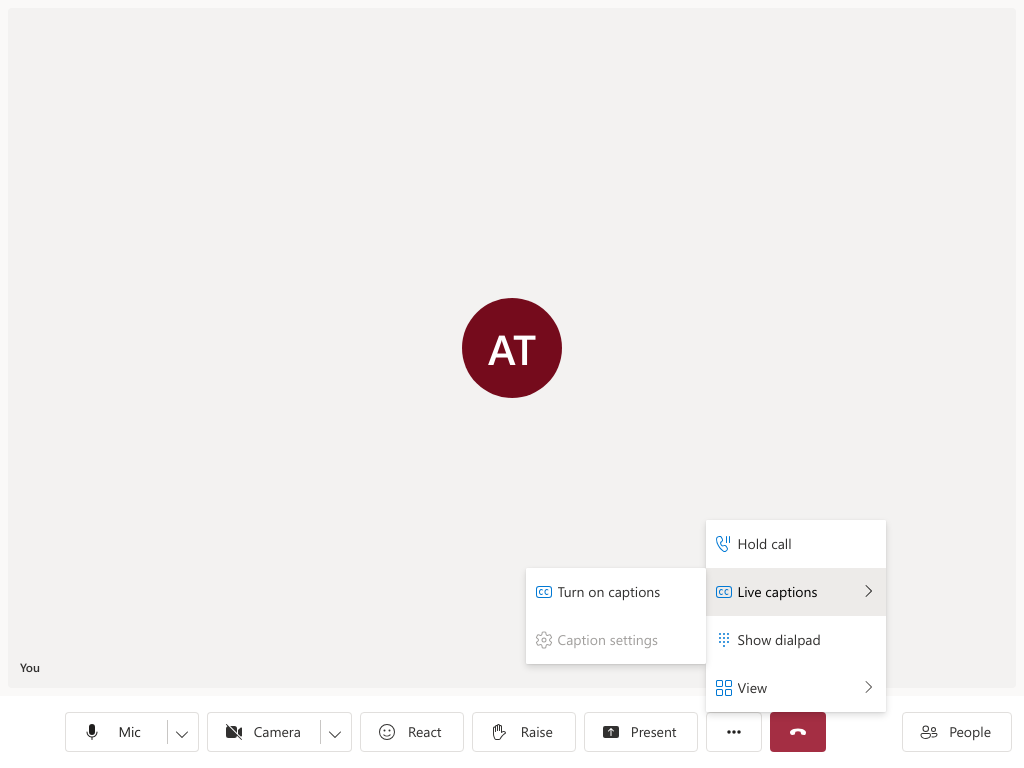 AT
Hold call
Turn on captions
Live captions
Caption settings
Show dialpad
You
View
Mic
Camera
React
Raise
Present
People